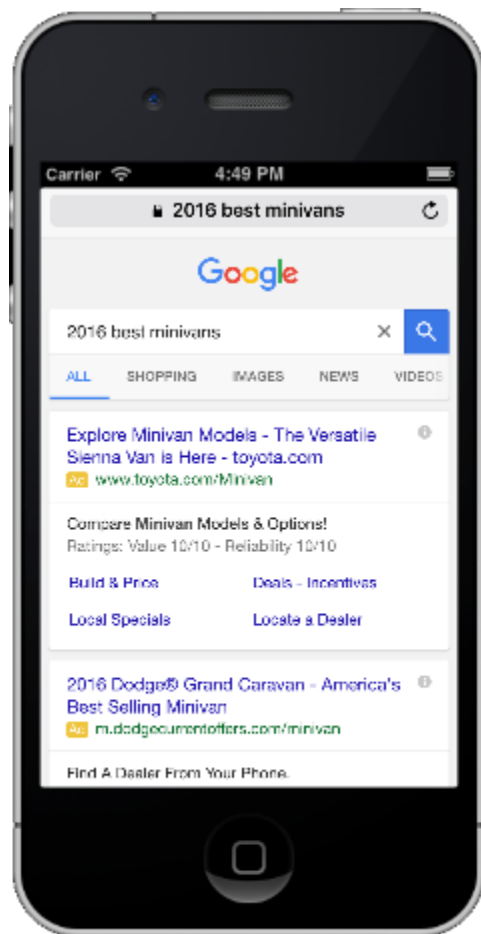 Carrier 4:49 PM
2016 best minivans
Google
2016 best minivans
ALL SHOPPING IMAGES NEWS VIDEOS
Explore Minivan Models - The Versatile
Sienna Van is Here - toyota.com
Ad www.toyota.com/Minivan
Compare Minivan Models & Options!
Ratings: Value 10/10 - Reliability 10/10
Build & Price Deals - Incentives
Local Specials Locate a Dealer
2016 Dodge® Grand Caravan - America's
Best Selling Minivan
Ad m.dodgecurrentoffers.com/minivan
Find A Dealer From Your Phone.